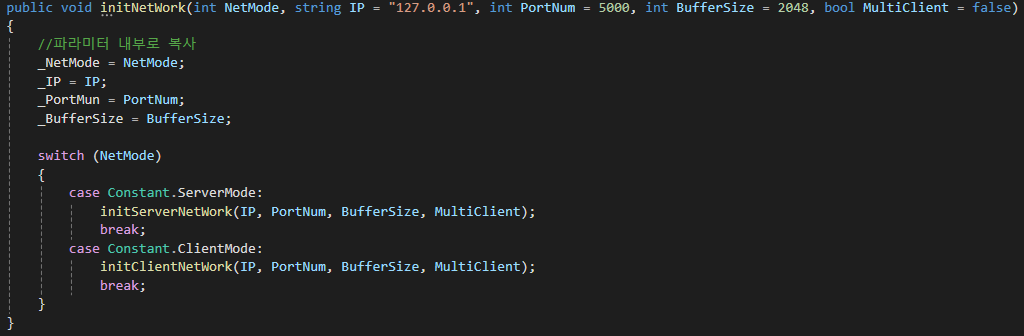 public void initNetWork(int NetMode, string IP = "127.0.0.1", int PortNum = 5000, int BufferSize = 2048, bool MultiClient = false)
{
//파라미터 내부로 복사
_NetMode = NetMode;
_IP = IP;
_PortMun = PortNum;
_BufferSize = BufferSize;
switch (NetMode)
{
case Constant.ServerMode:
initServerNetWork(IP, PortNum, BufferSize, MultiClient);
break;
case Constant.ClientMode:
initClientNetWork(IP, PortNum, BufferSize, MultiClient);
break;
}
}